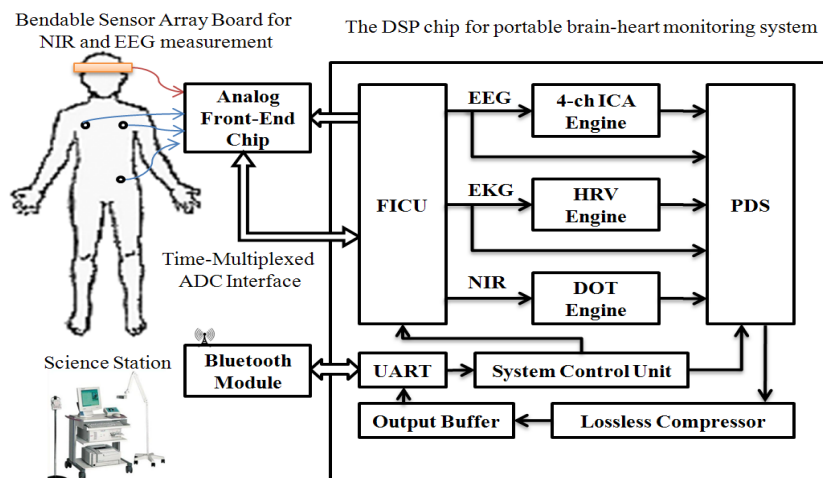 Bendable Sensor Array Board for
NIR and EEG measurement
The DSP chip for portable brain-heart monitoring system
Analog
Front-End
Chip
FICU
EEG
4-ch ICA
Engine
EKG
HRV
Engine
PDS
NIR
DOT
Engine
Time-Multiplexed
ADC Interface
Science Station
Bluetooth
Module
UART
System Control Unit
Output Buffer
Lossless Compressor